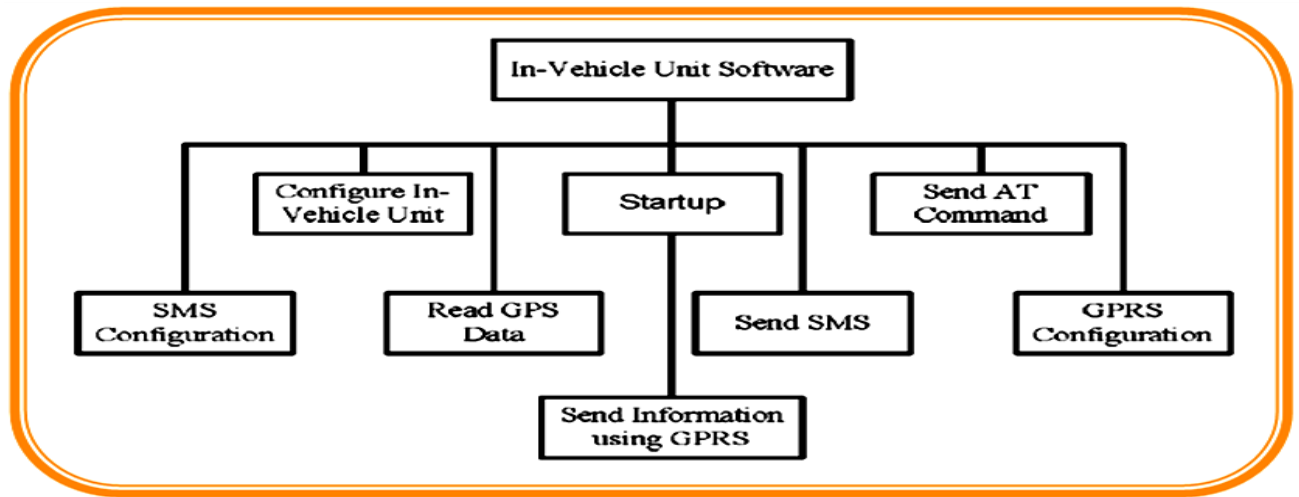 In-Vehicle Unit Software
Configure In-
Vehicle Unit
Startup
Send AT
Command
SMS
Configuration
Read GPS
Data
Send SMS
GPRS
Configuration
Send Information
using GPRS